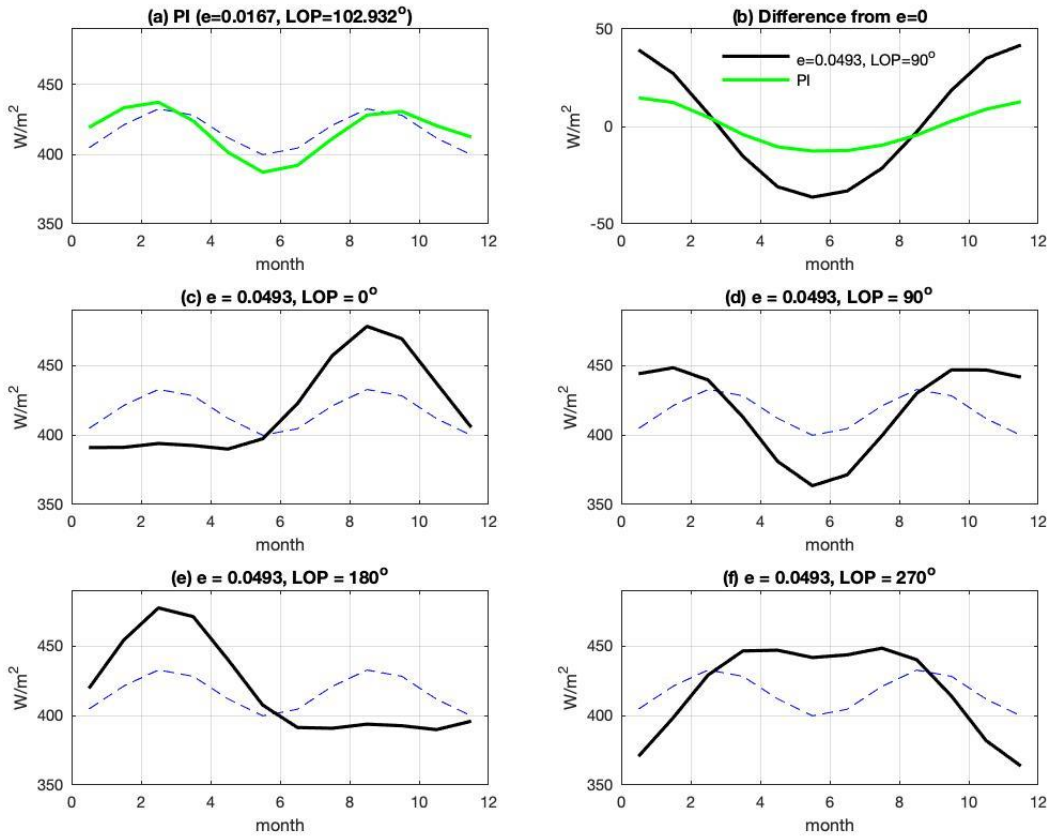 (a) PI (e=0.0167, LOP=102.932°)
W/m²
450
400
350
0 2 4 6 8 10 12
month
(b) Difference from e=0
e=0.0493, LOP=90°
PI
W/m²
50
0
-50
0 2 4 6 8 10 12
month
(c) e = 0.0493, LOP = 0°
W/m²
450
400
350
0 2 4 6 8 10 12
month
(d) e = 0.0493, LOP = 90°
W/m²
450
400
350
0 2 4 6 8 10 12
month
(e) e = 0.0493, LOP = 180°
W/m²
450
400
350
0 2 4 6 8 10 12
month
(f) e = 0.0493, LOP = 270°
W/m²
450
400
350
0 2 4 6 8 10 12
month